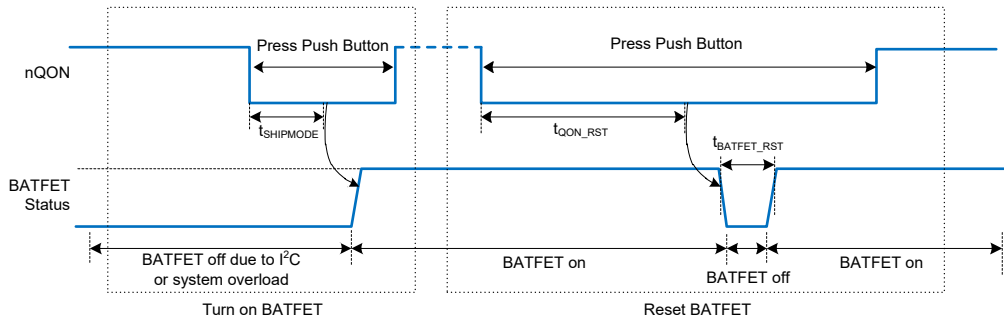 Press Push Button
Press Push Button
nQON
tSHIPMODE
tQON_RST
tBATFET_RST
BATFET
Status
BATFET off due to I²C
or system overload
BATFET on
BATFET off
BATFET on
Turn on BATFET
Reset BATFET